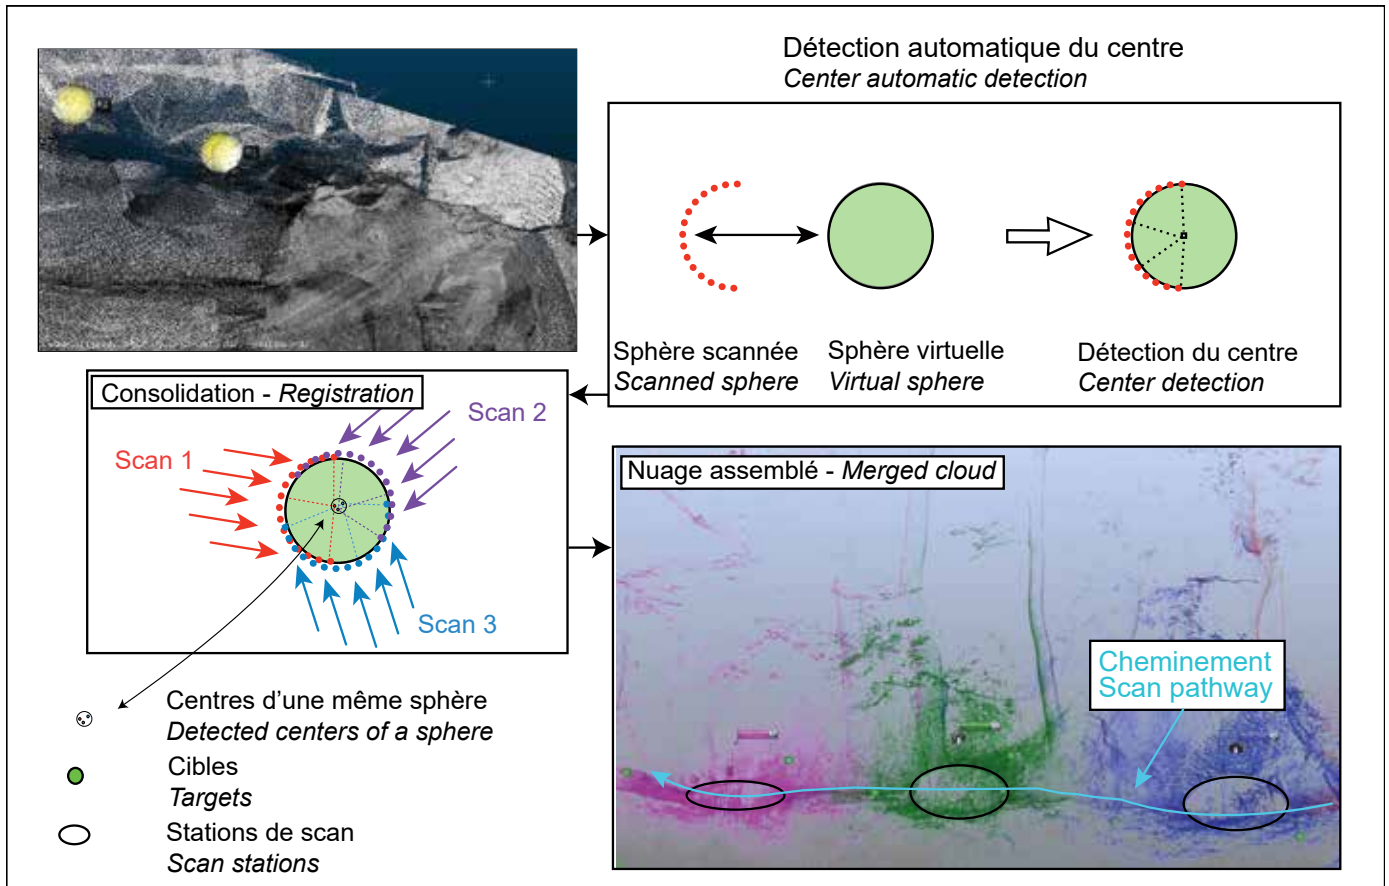 Détection automatique du centre
Center automatic detection
Sphère scannée
Scanned sphere
Sphère virtuelle
Virtual sphere
Détection du centre
Center detection
Consolidation - Registration
Scan 1
Scan 2
Scan 3
Nuage assemblé - Merged cloud
Cheminement
Scan pathway
Centres d’une même sphère
Detected centers of a sphere
Cibles
Targets
Stations de scan
Scan stations